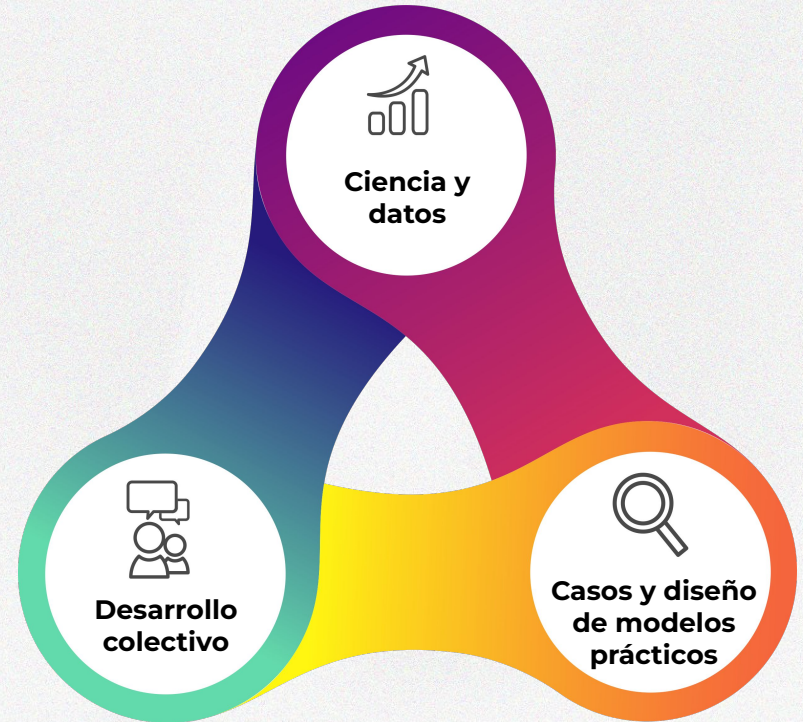 Ciencia y
datos
Desarrollo
colectivo
Casos y diseño
de modelos
prácticos